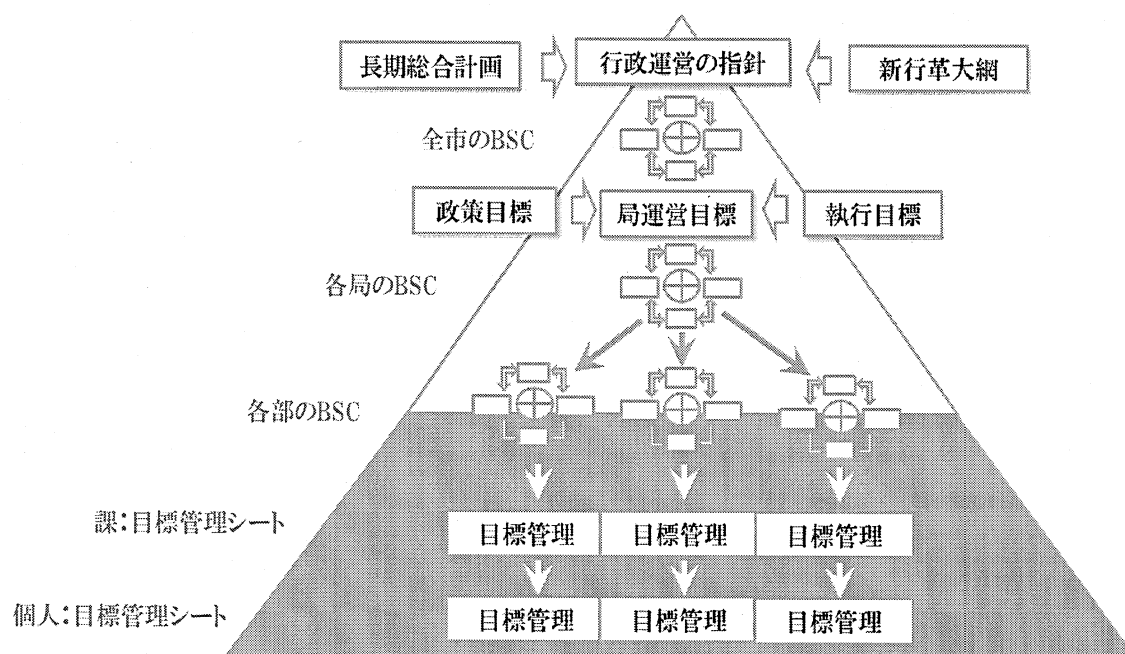 長期総合計画
行政運営の指針
新行革大綱
全市のBSC
政策目標
局運営目標
執行目標
各局のBSC
各部のBSC
課:目標管理シート
目標管理
目標管理
目標管理
個人:目標管理シート
目標管理
目標管理
目標管理